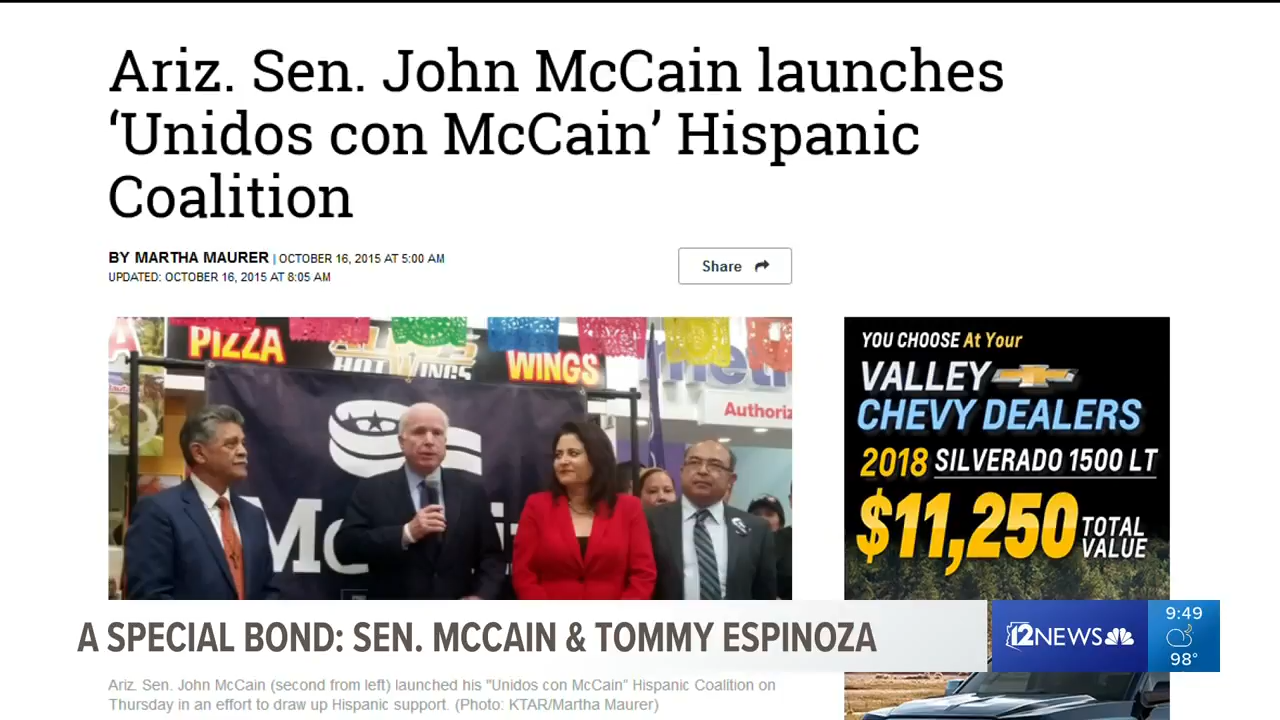 Ariz. Sen. John McCain launches
‘Unidos con McCain’ Hispanic
Coalition
BY MARTHA MAURER | OCTOBER 16, 2015 AT 5:00 AM
UPDATED: OCTOBER 16, 2015 AT 8:05 AM
Share
PIZZA
HOT WINGS
WINGS
Authoriz
McCain
YOU CHOOSE At Your
VALLEY
CHEVY DEALERS
2018 SILVERADO 1500 LT
$11,250 TOTAL
VALUE
A SPECIAL BOND: SEN. MCCAIN & TOMMY ESPINOZA
12NEWS
9:49
98°
Ariz. Sen. John McCain (second from left) launched his "Unidos con McCain" Hispanic Coalition on
Thursday in an effort to draw up Hispanic support. (Photo: KTAR/Martha Maurer)